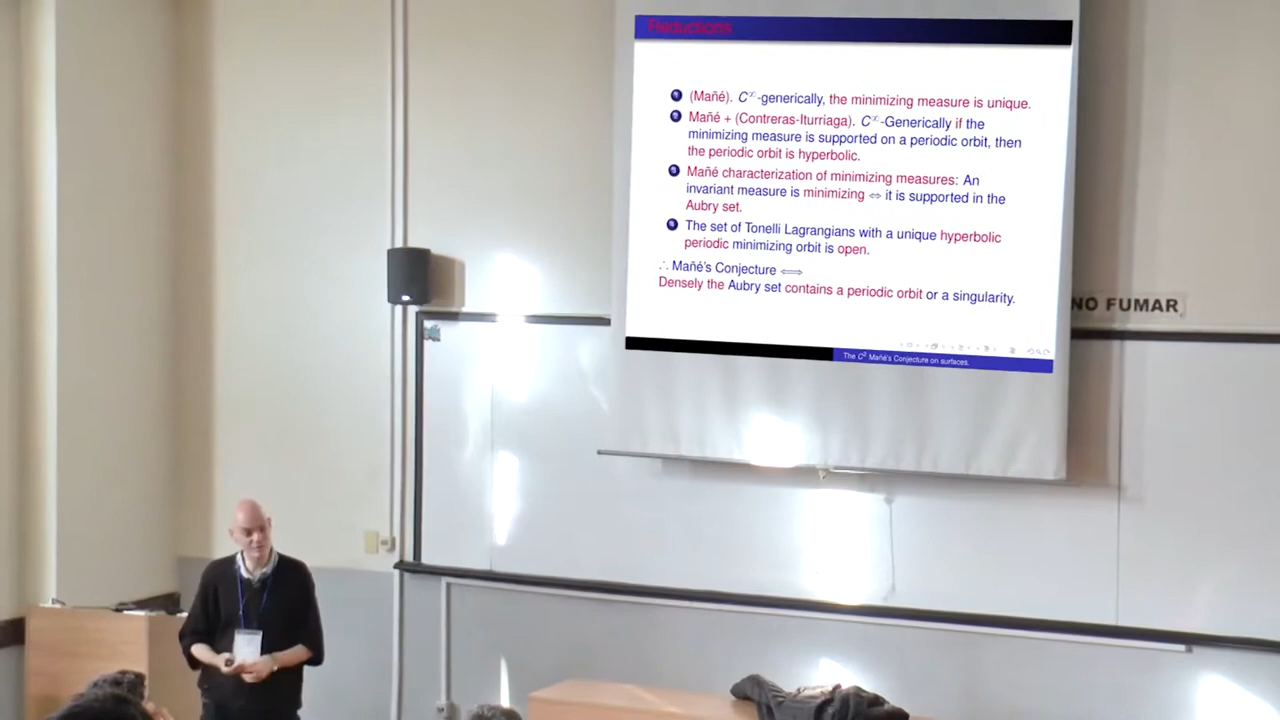 Reductions
1 (Mañé). C^∞-generically, the minimizing measure is unique.
2 Mañé + (Contreras-Iturriaga). C^∞-Generically if the
minimizing measure is supported on a periodic orbit, then
the periodic orbit is hyperbolic.
3 Mañé characterization of minimizing measures: An
invariant measure is minimizing ⇔ it is supported in the
Aubry set.
4 The set of Tonelli Lagrangians with a unique hyperbolic
periodic minimizing orbit is open.
∴ Mañé's Conjecture ⟺
Densely the Aubry set contains a periodic orbit or a singularity.
The C² Mañé's Conjecture on surfaces.
NO FUMAR